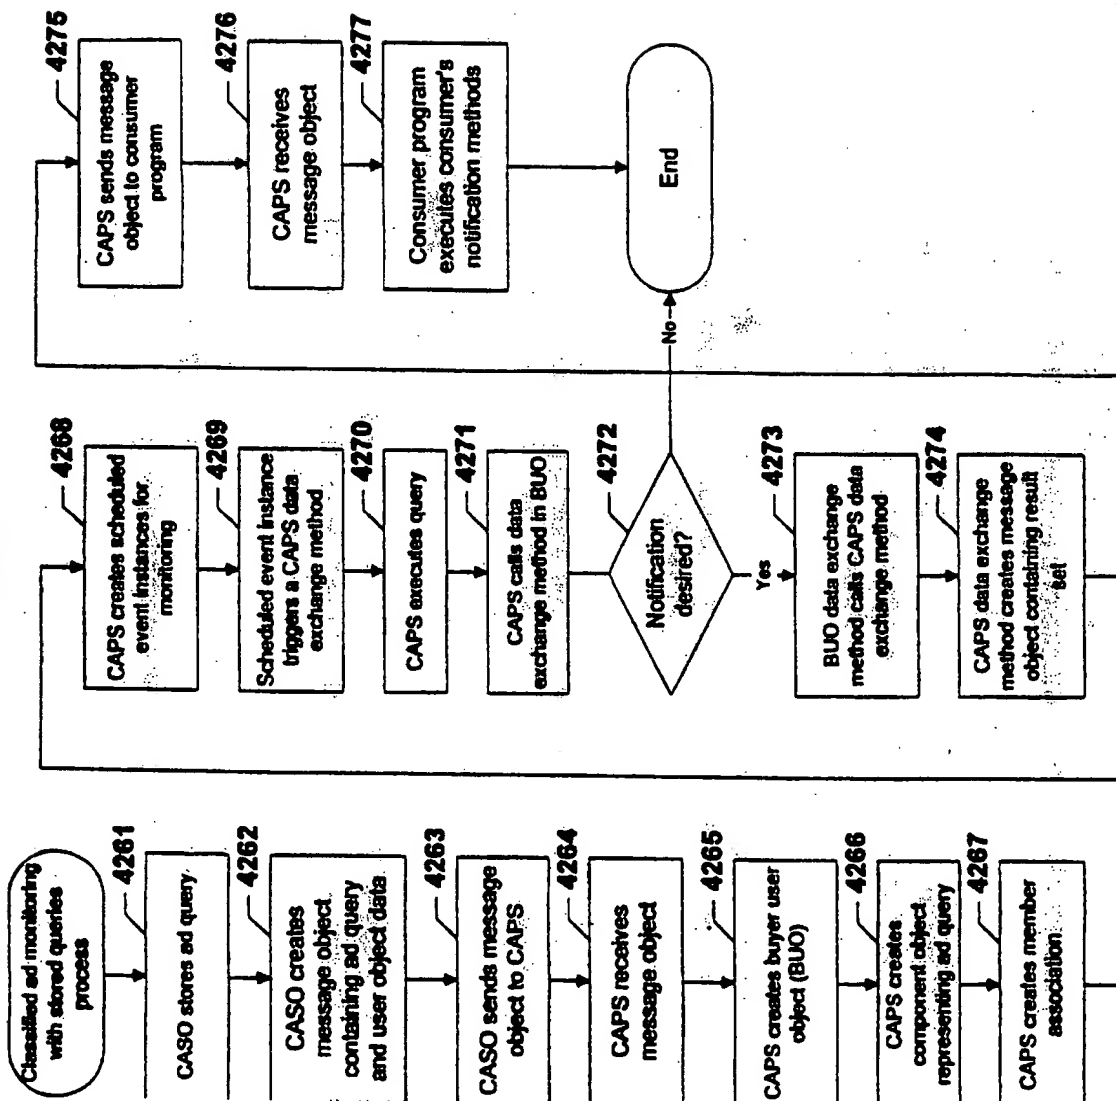 Classified ad monitoring
with stored queries
process
4261
CASO stores ad query
4262
CASO creates
message object
containing ad query
and user object data
4263
CASO sends message
object to CAPS
4264
CAPS receives
message object
4265
CAPS creates buyer user
object (BUO)
4266
CAPS creates
component object
representing ad query
4267
CAPS creates member
association
4268
CAPS creates scheduled
event instances for
monitoring
4269
Scheduled event instance
triggers a CAPS data
exchange method
4270
CAPS executes query
4271
CAPS calls data
exchange method in BUO
4272
Notification
desired?
No
Yes
4273
BUO data exchange
method calls CAPS data
exchange method
4274
CAPS data exchange
method creates message
object containing result
set
4275
CAPS sends message
object to consumer
program
4276
CAPS receives
message object
4277
Consumer program
executes consumer's
notification methods
End